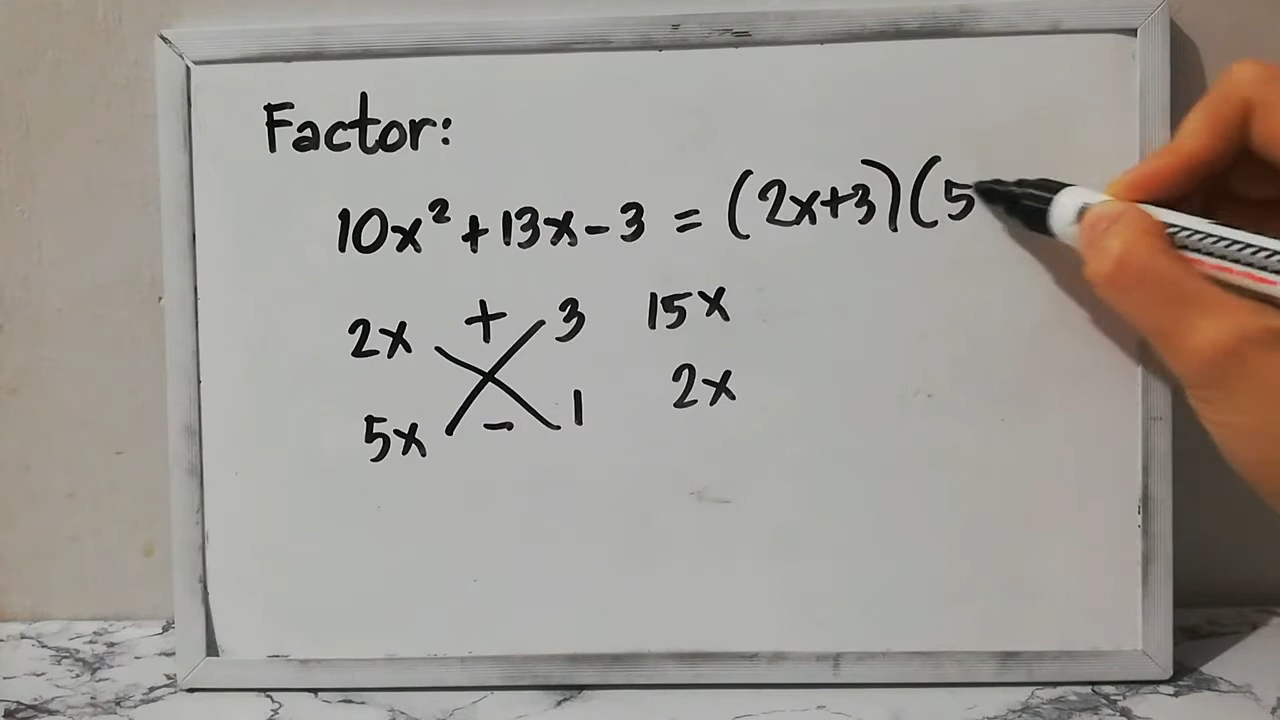 Factor:
10x² + 13x - 3 = (2x+3)(5
2x + 3 15x
5x - 1 2x